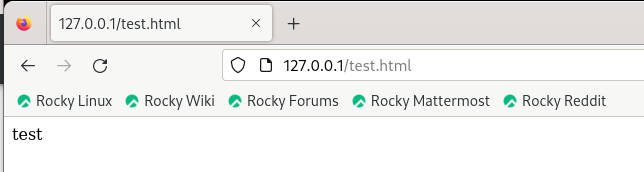 127.0.0.1/test.html
127.0.0.1/test.html
Rocky Linux Rocky Wiki Rocky Forums Rocky Mattermost Rocky Reddit
test